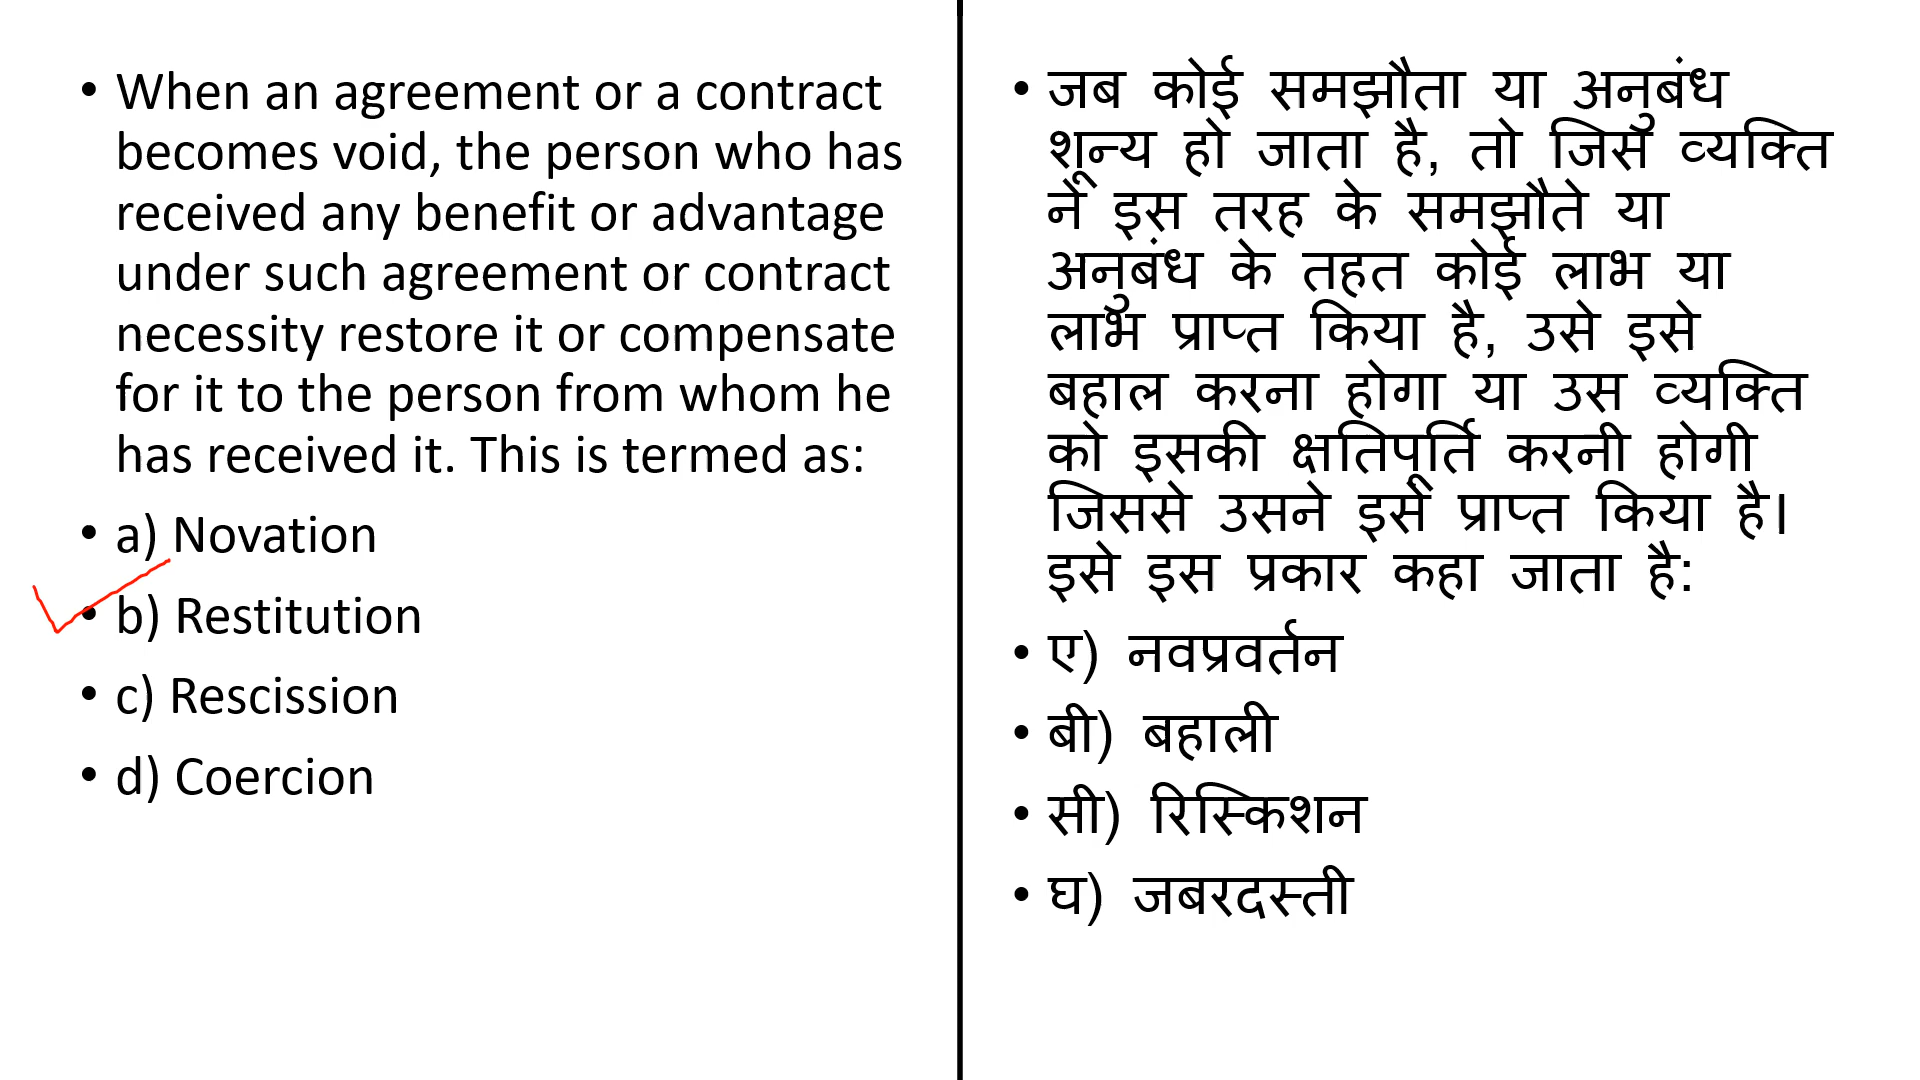 • When an agreement or a contract
becomes void, the person who has
received any benefit or advantage
under such agreement or contract
necessity restore it or compensate
for it to the person from whom he
has received it. This is termed as:
• a) Novation
• b) Restitution
• c) Rescission
• d) Coercion
• जब कोई समझौता या अनुबंध
शून्य हो जाता है, तो जिस व्यक्ति
ने इस तरह के समझौते या
अनुबंध के तहत कोई लाभ या
लाभ प्राप्त किया है, उसे इसे
बहाल करना होगा या उस व्यक्ति
को इसकी क्षतिपूर्ति करनी होगी
जिससे उसने इसे प्राप्त किया है।
इसे इस प्रकार कहा जाता है:
• ए) नवप्रवर्तन
• बी) बहाली
• सी) रिस्किशन
• घ) जबरदस्ती